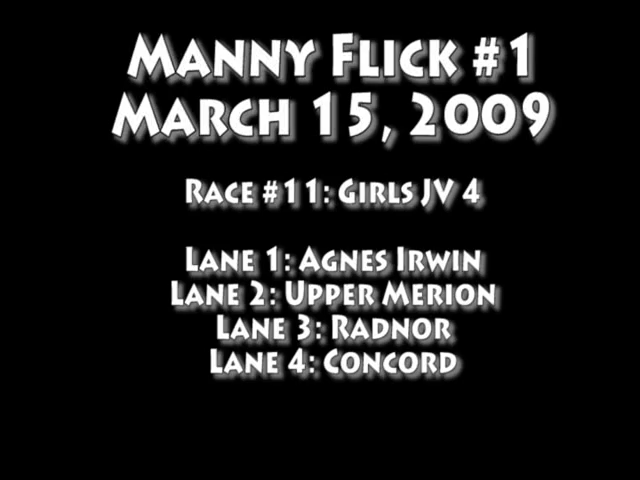 Manny Flick #1
March 15, 2009
Race #11: Girls JV 4
Lane 1: Agnes Irwin
Lane 2: Upper Merion
Lane 3: Radnor
Lane 4: Concord